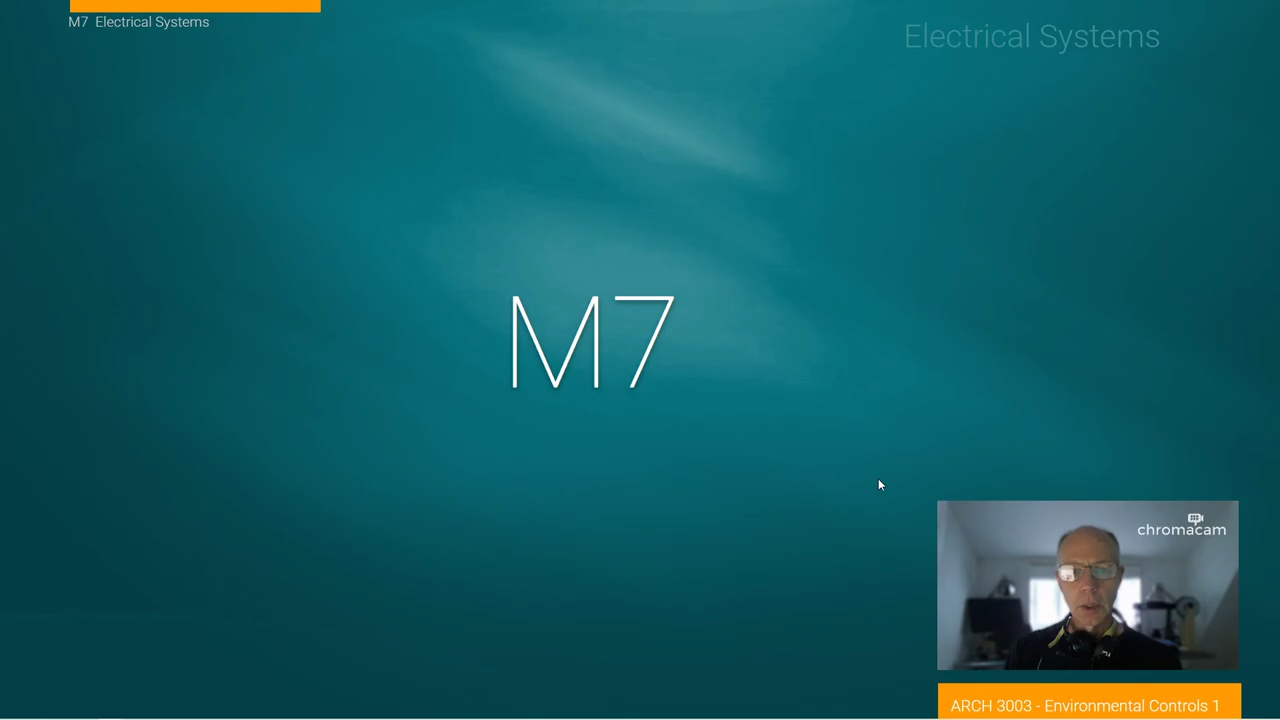 M7 Electrical Systems
Electrical Systems
M7
chromacam
ARCH 3003 - Environmental Controls 1